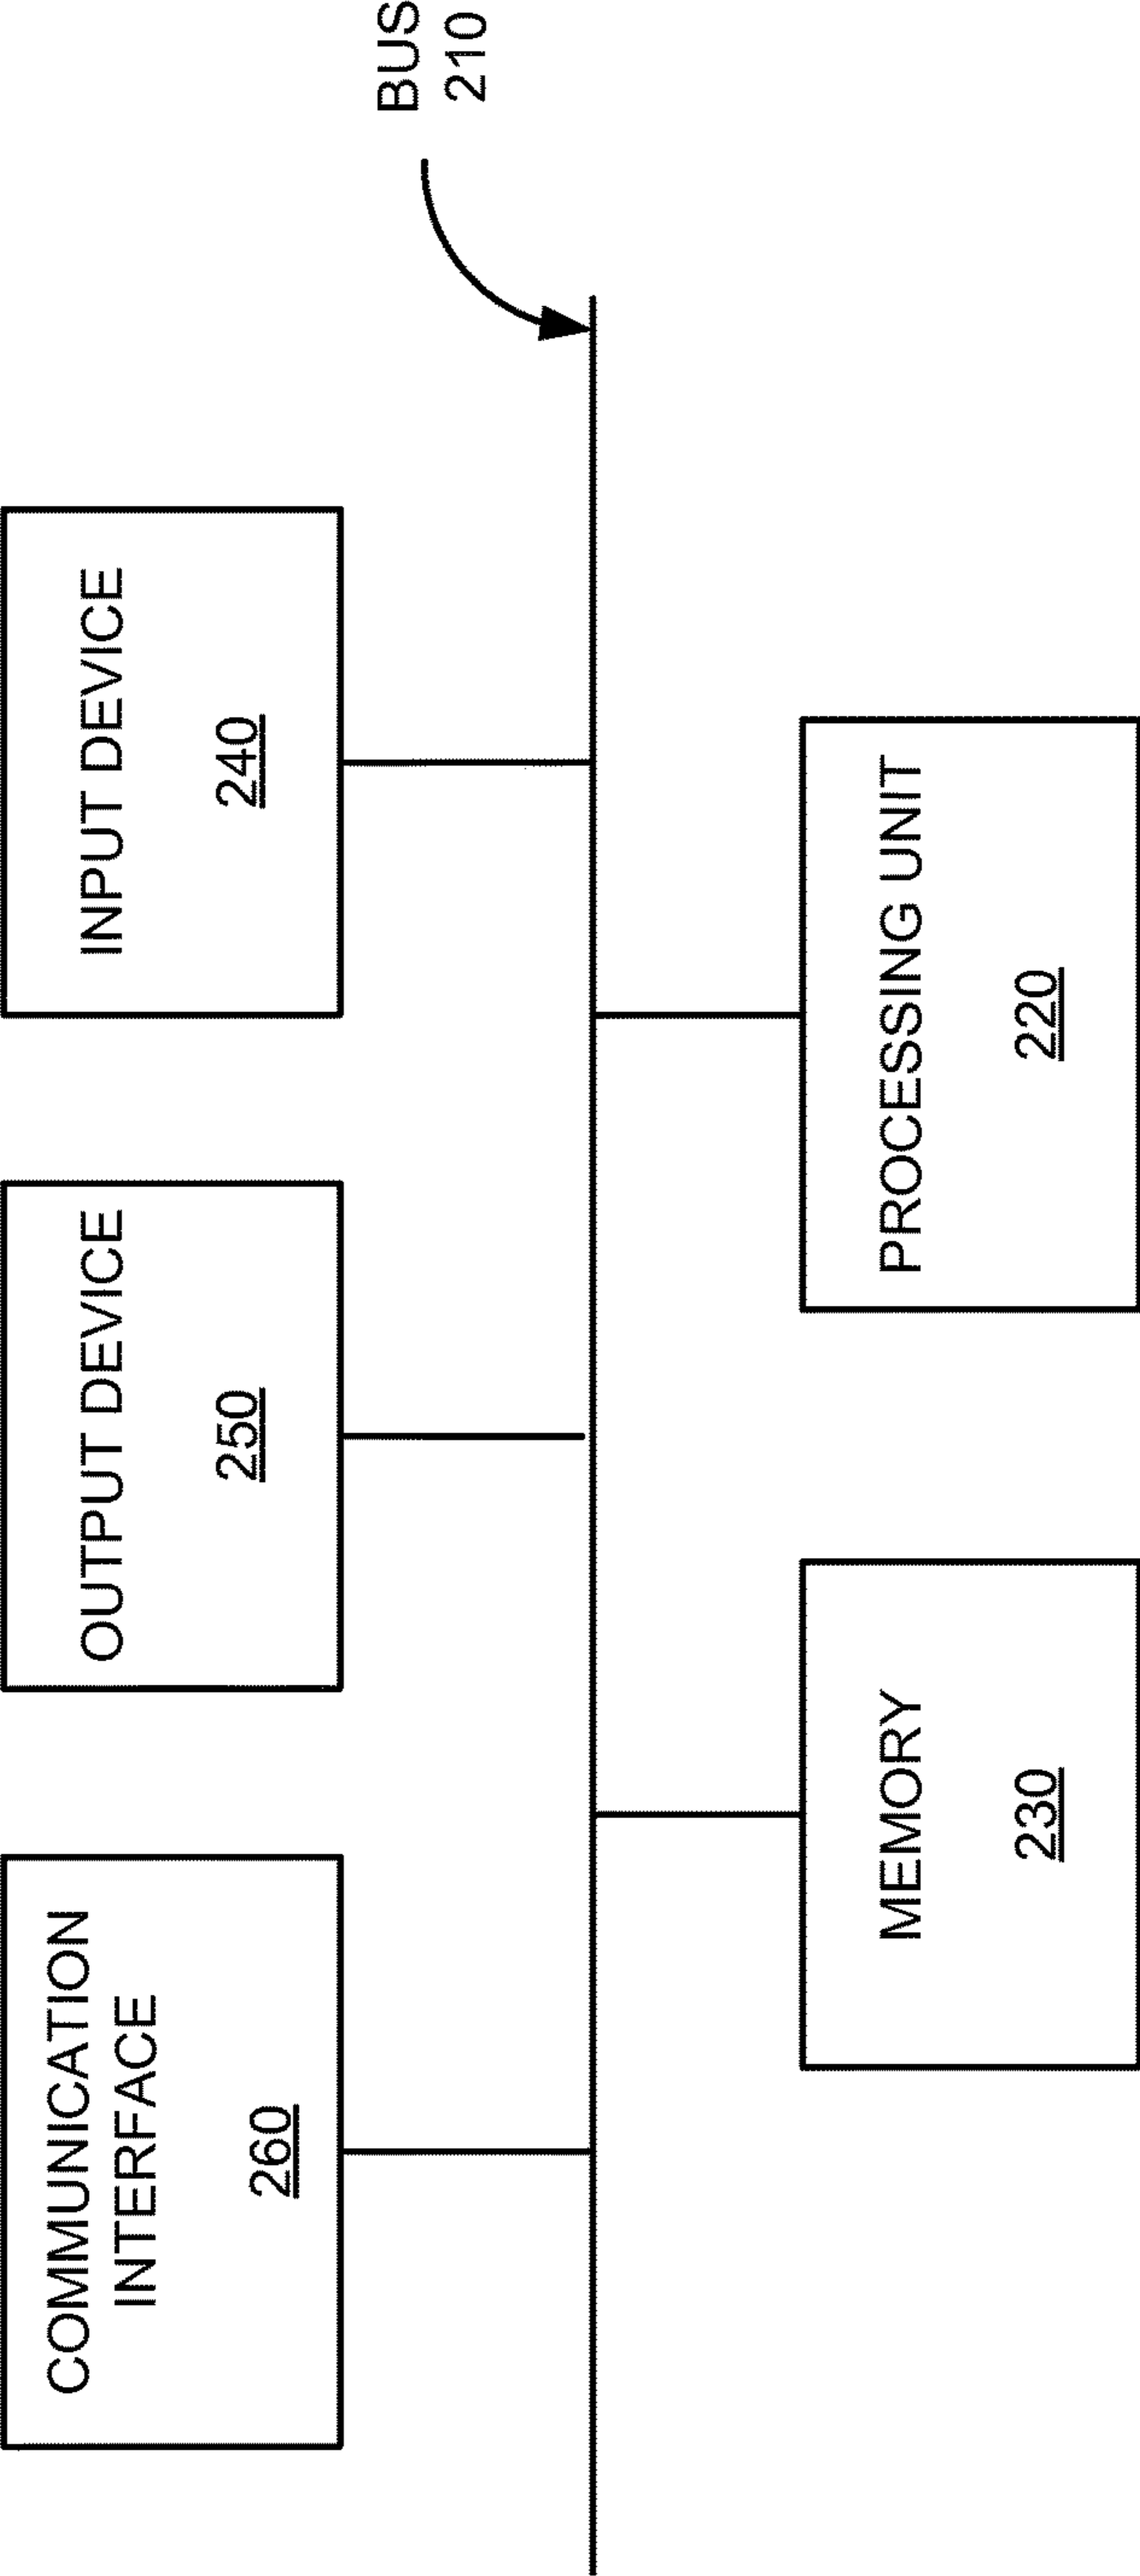 COMMUNICATION
INTERFACE
260
OUTPUT DEVICE
250
INPUT DEVICE
240
BUS
210
MEMORY
230
PROCESSING UNIT
220